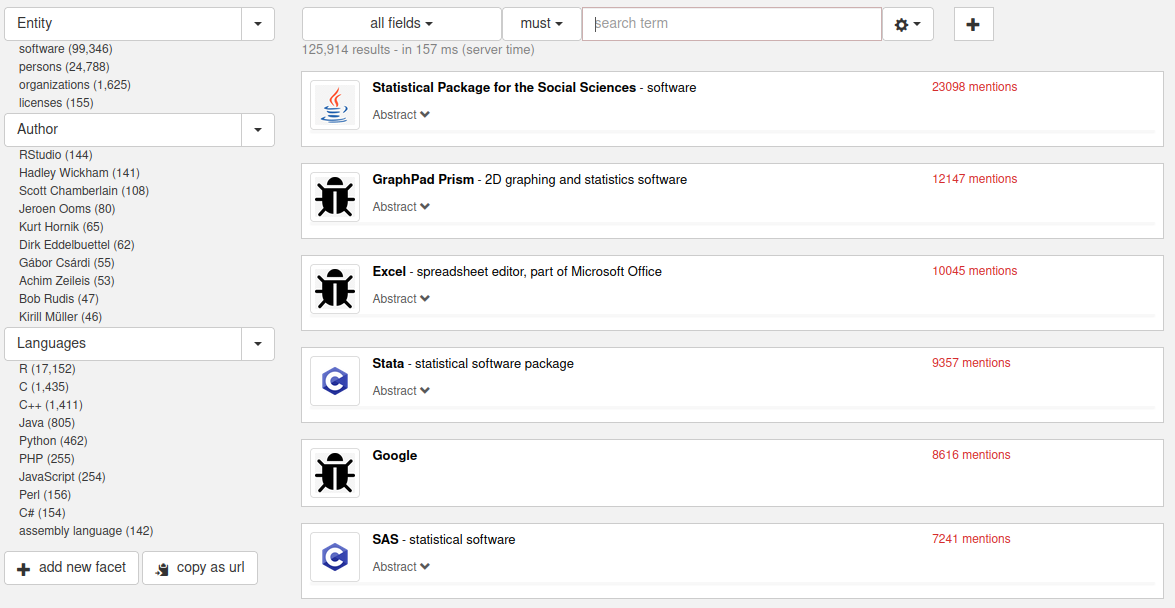 Entity
software (99,346)
persons (24,788)
organizations (1,625)
licenses (155)
Author
RStudio (144)
Hadley Wickham (141)
Scott Chamberlain (108)
Jeroen Ooms (80)
Kurt Hornik (65)
Dirk Eddelbuettel (62)
Gábor Csárdi (55)
Achim Zeileis (53)
Bob Rudis (47)
Kirill Müller (46)
Languages
R (17,152)
C (1,435)
C++ (1,411)
Java (805)
Python (462)
PHP (255)
JavaScript (254)
Perl (156)
C# (154)
assembly language (142)
add new facet
copy as url
all fields
must
search term
125,914 results - in 157 ms (server time)
Statistical Package for the Social Sciences - software
23098 mentions
Abstract
GraphPad Prism - 2D graphing and statistics software
12147 mentions
Abstract
Excel - spreadsheet editor, part of Microsoft Office
10045 mentions
Abstract
Stata - statistical software package
9357 mentions
Abstract
Google
8616 mentions
SAS - statistical software
7241 mentions
Abstract